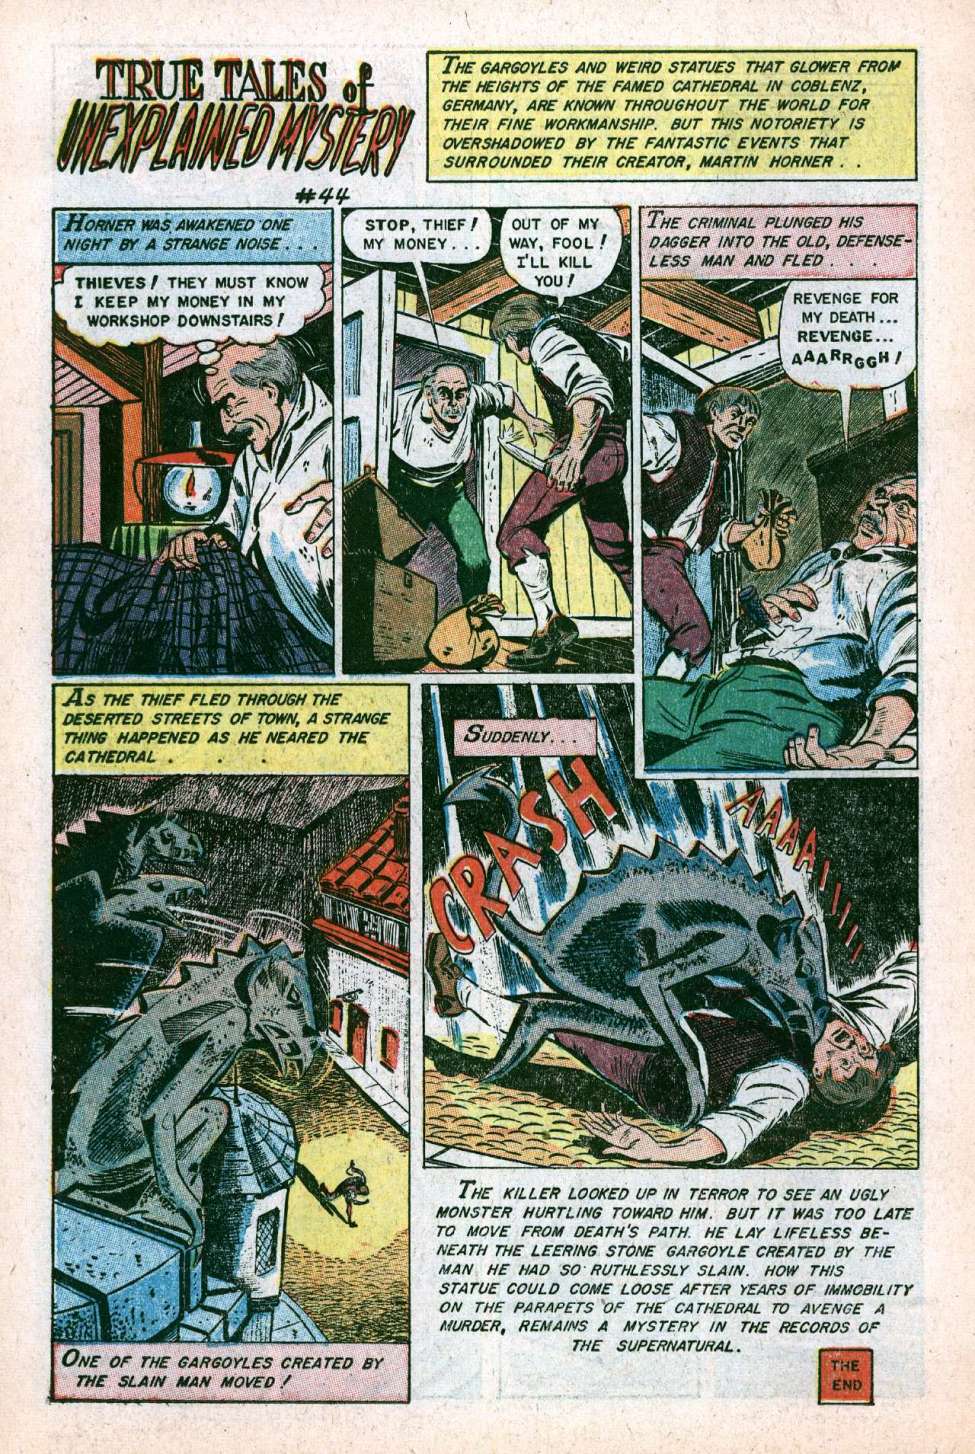 TRUE TALES of
UNEXPLAINED MYSTERY
#44
THE GARGOYLES AND WEIRD STATUES THAT GLOWER FROM
THE HEIGHTS OF THE FAMED CATHEDRAL IN COBLENZ,
GERMANY, ARE KNOWN THROUGHOUT THE WORLD FOR
THEIR FINE WORKMANSHIP. BUT THIS NOTORIETY IS
OVERSHADOWED BY THE FANTASTIC EVENTS THAT
SURROUNDED THEIR CREATOR, MARTIN HORNER . .
HORNER WAS AWAKENED ONE
NIGHT BY A STRANGE NOISE . . .
THIEVES! THEY MUST KNOW
I KEEP MY MONEY IN MY
WORKSHOP DOWNSTAIRS!
STOP, THIEF!
MY MONEY . . .
OUT OF MY
WAY, FOOL!
I'LL KILL
YOU!
THE CRIMINAL PLUNGED HIS
DAGGER INTO THE OLD, DEFENSE-
LESS MAN AND FLED . . .
REVENGE FOR
MY DEATH...
REVENGE...
AAARRGGH!
AS THE THIEF FLED THROUGH THE
DESERTED STREETS OF TOWN, A STRANGE
THING HAPPENED AS HE NEARED THE
CATHEDRAL . . .
ONE OF THE GARGOYLES CREATED BY
THE SLAIN MAN MOVED!
SUDDENLY...
CRASH
AAAAIIIII!!
THE KILLER LOOKED UP IN TERROR TO SEE AN UGLY
MONSTER HURTLING TOWARD HIM. BUT IT WAS TOO LATE
TO MOVE FROM DEATH'S PATH. HE LAY LIFELESS BE-
NEATH THE LEERING STONE GARGOYLE CREATED BY THE
MAN HE HAD SO RUTHLESSLY SLAIN. HOW THIS
STATUE COULD COME LOOSE AFTER YEARS OF IMMOBILITY
ON THE PARAPETS OF THE CATHEDRAL TO AVENGE A
MURDER, REMAINS A MYSTERY IN THE RECORDS OF
THE SUPERNATURAL.
THE
END